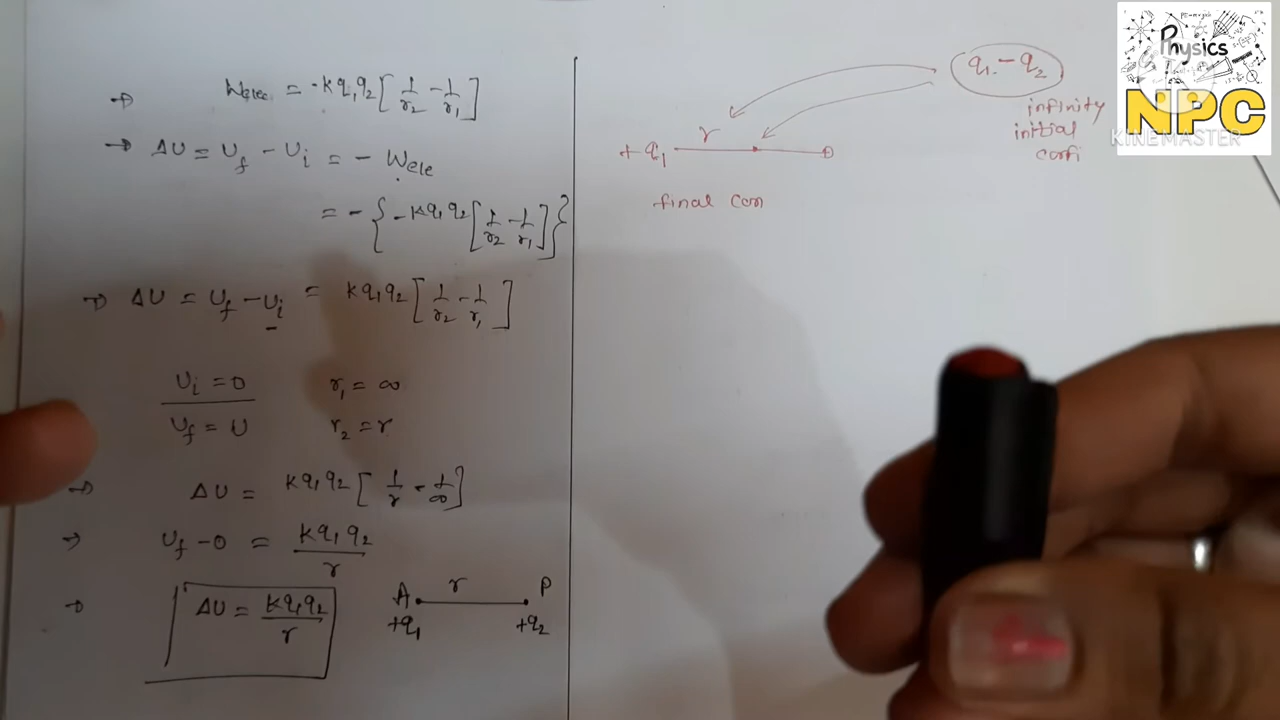 → Wele = -kq₁q₂[1/r₂ - 1/r₁]
→ ΔU = Uf - Ui = - Wele
= - {-kq₁q₂[1/r₂ - 1/r₁]}
→ ΔU = Uf - Ui = kq₁q₂[1/r₂ - 1/r₁]
Ui = 0 r₁ = ∞
Uf = U r₂ = r
→ ΔU = kq₁q₂[1/r - 1/∞]
→ Uf - 0 = kq₁q₂/r
→ ΔU = kq₁q₂/r
A r P
+q₁ +q₂
q₁ - q₂
infinity
initial
confi
r
+q₁
final con
Physics
NPC
KINEMASTER